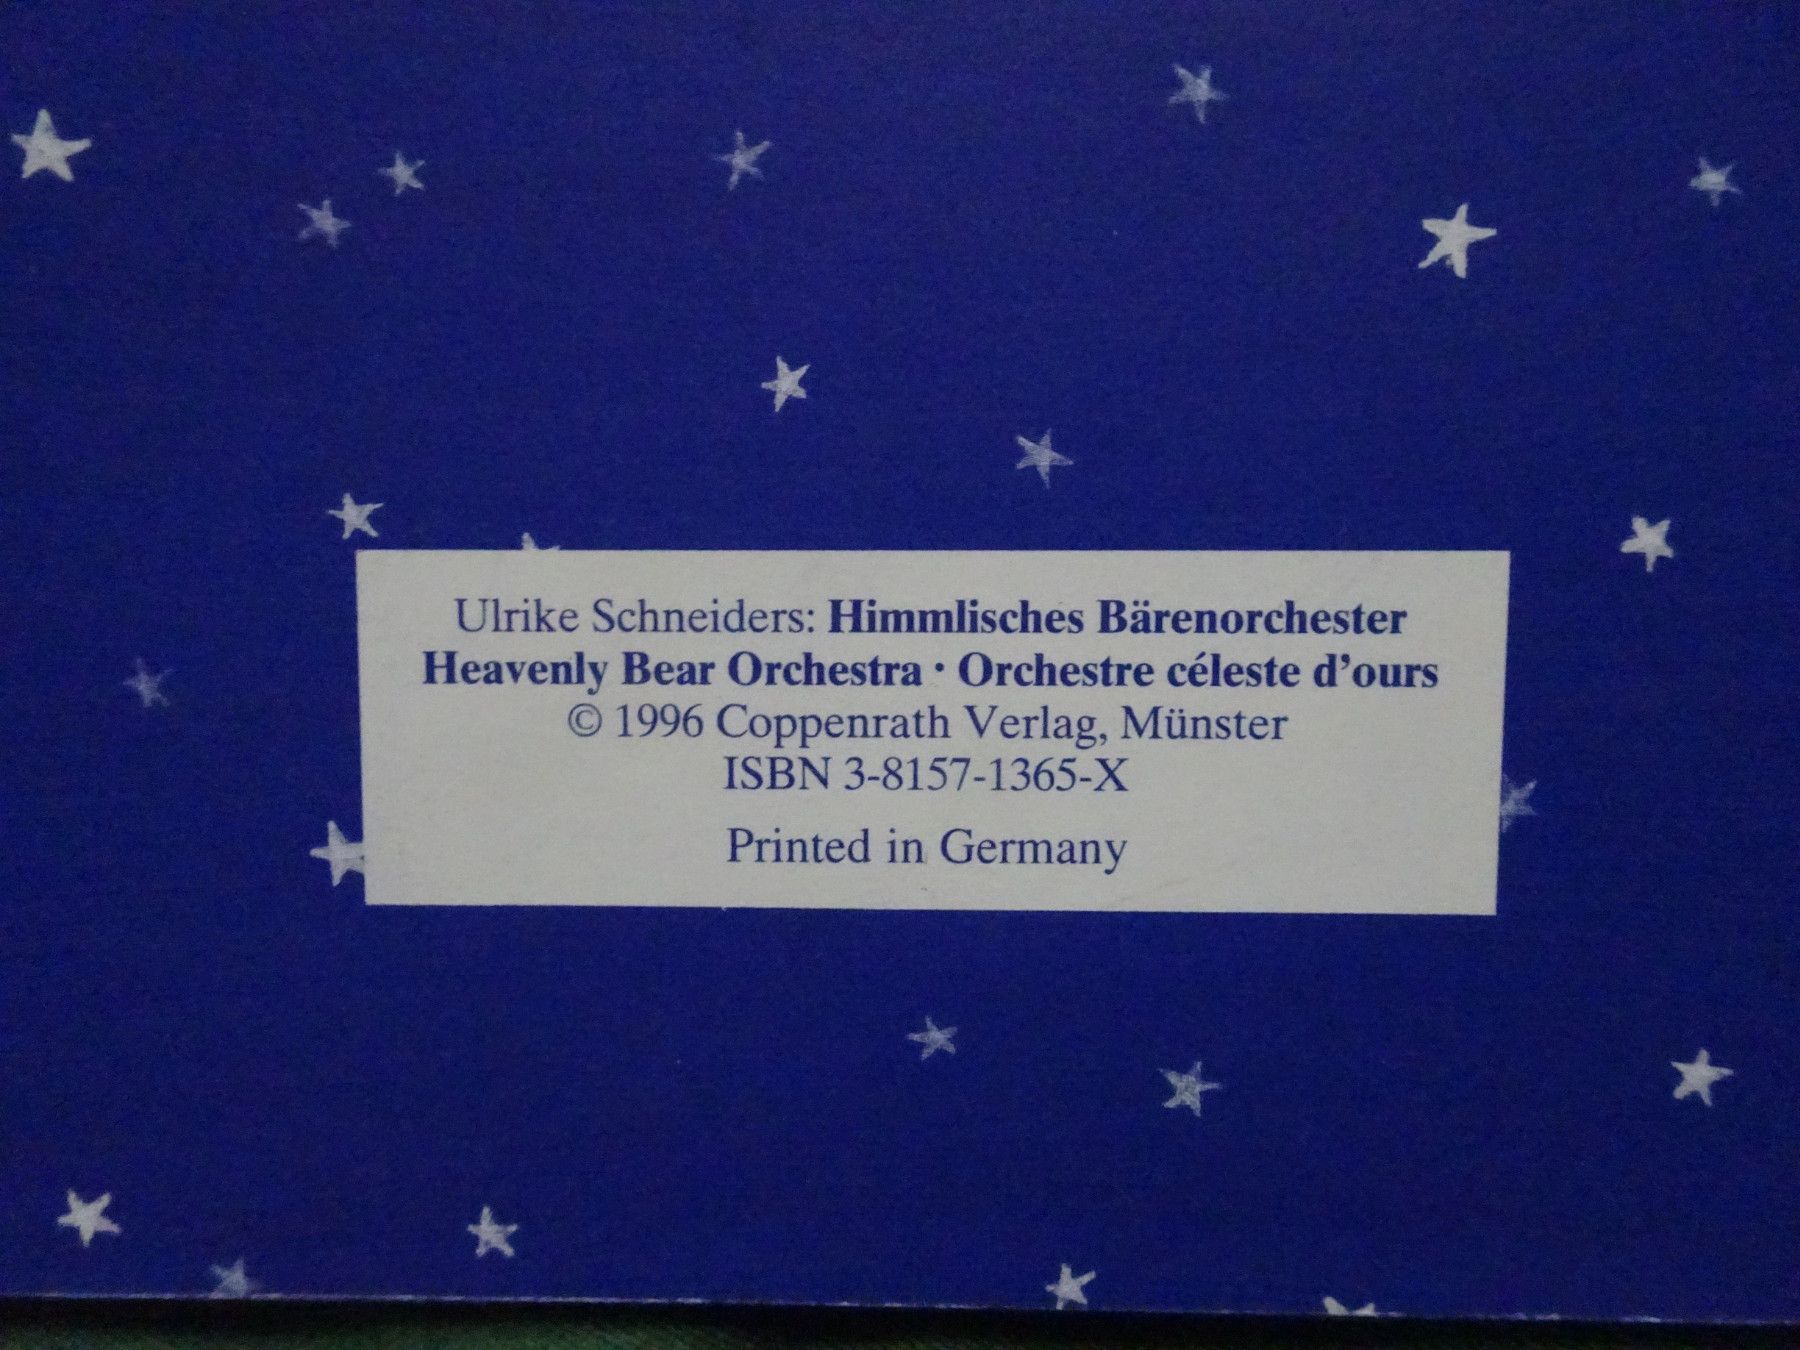 Ulrike Schneiders: Himmlisches Bärenorchester
Heavenly Bear Orchestra · Orchestre céleste d’ours
© 1996 Coppenrath Verlag, Münster
ISBN 3-8157-1365-X
Printed in Germany